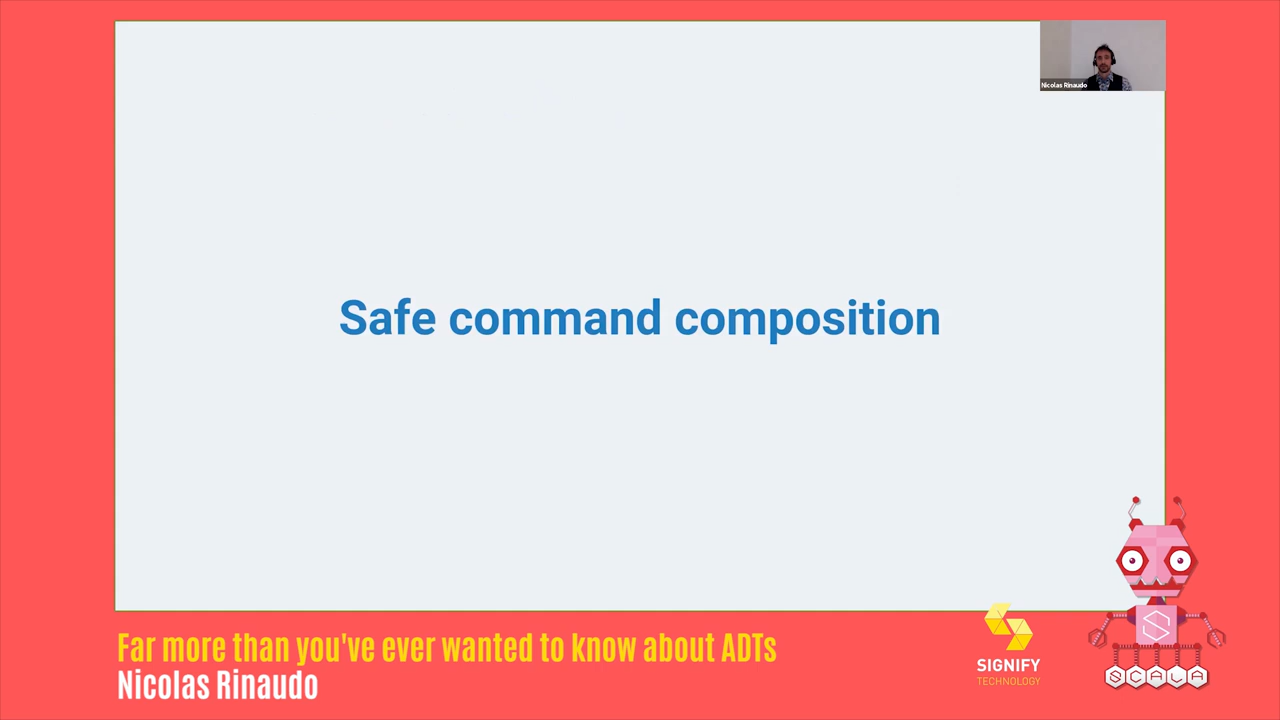 Nicolas Rinaudo
Safe command composition
Far more than you've ever wanted to know about ADTs
Nicolas Rinaudo
SIGNIFY
TECHNOLOGY
SCALA